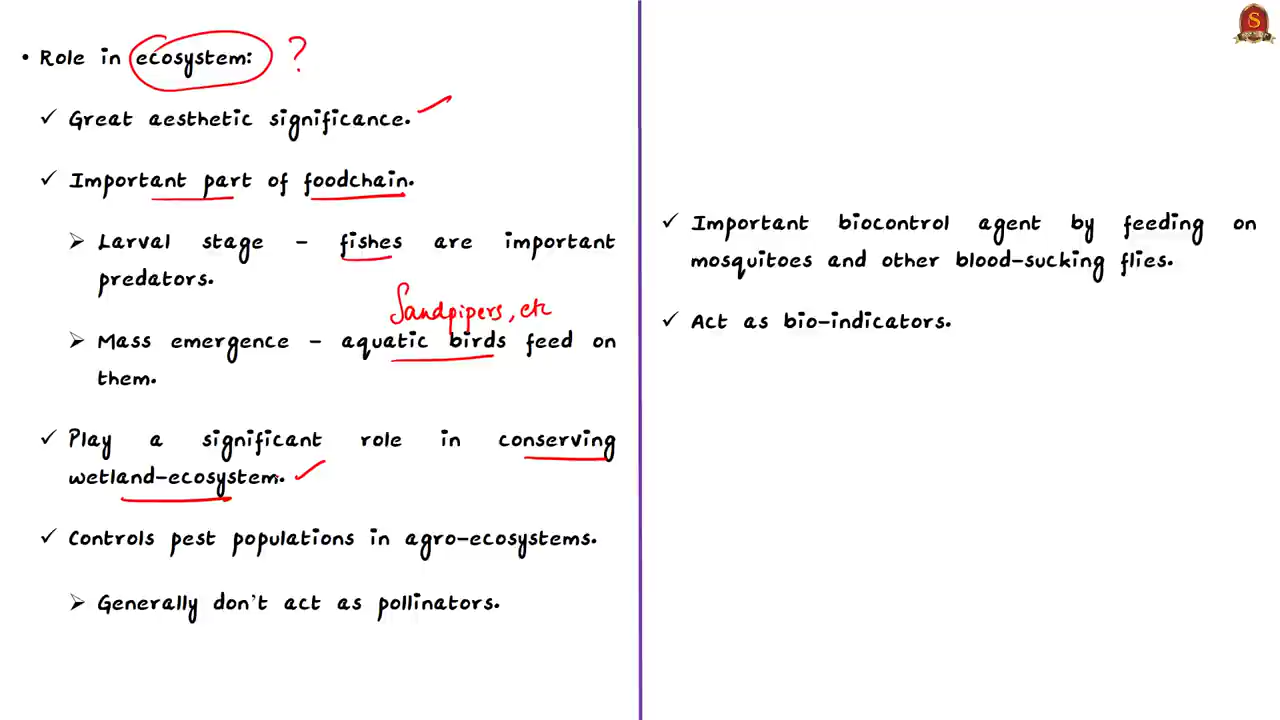 • Role in ecosystem: ?
✓ Great aesthetic significance.
✓ Important part of foodchain.
➢ Larval stage - fishes are important
predators.
Sandpipers, etc
➢ Mass emergence - aquatic birds feed on
them.
✓ Play a significant role in conserving
wetland-ecosystem.
✓ Controls pest populations in agro-ecosystems.
➢ Generally don't act as pollinators.
✓ Important biocontrol agent by feeding on
mosquitoes and other blood-sucking flies.
✓ Act as bio-indicators.
S